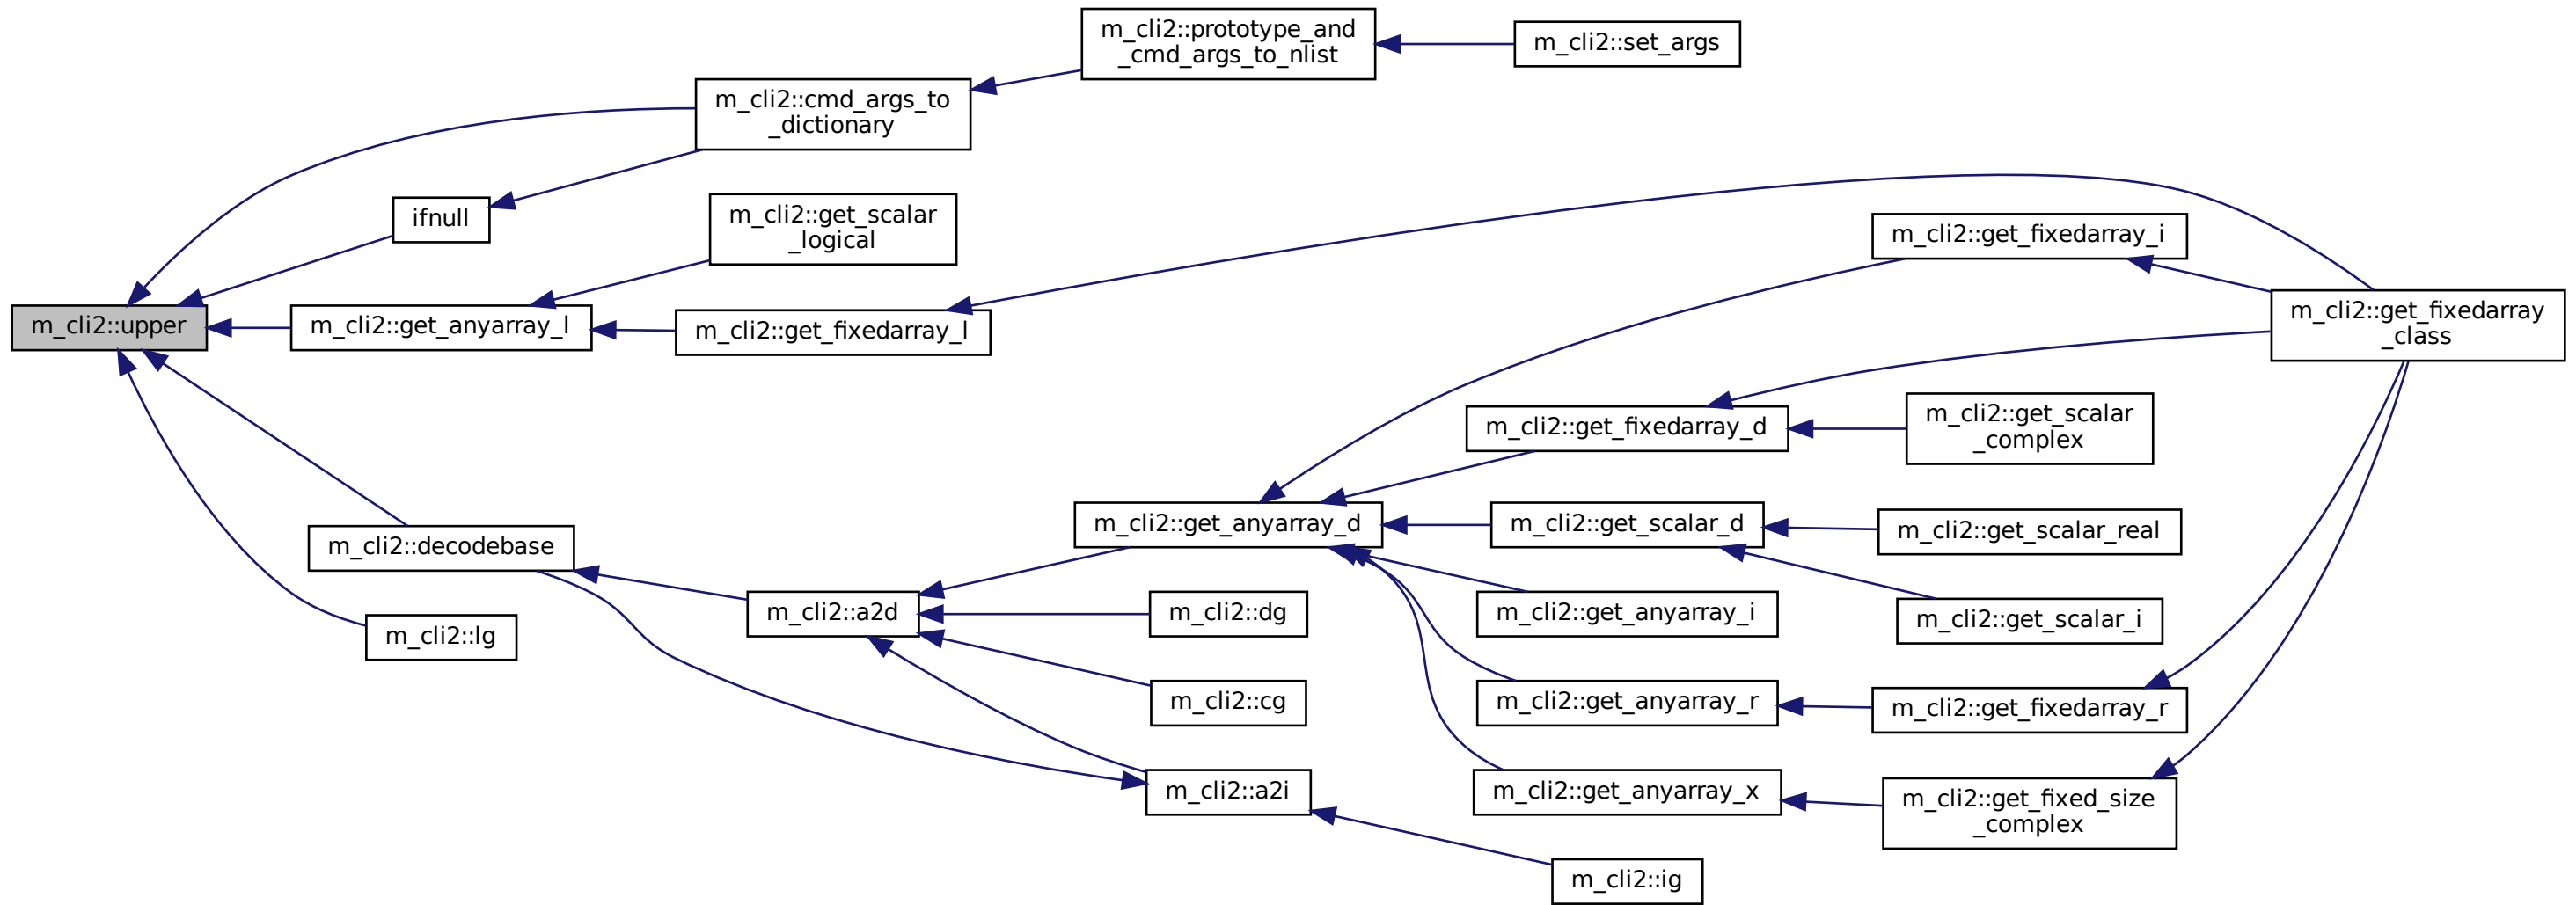 m_cli2::prototype_and
_cmd_args_to_nlist
m_cli2::set_args
m_cli2::cmd_args_to
_dictionary
ifnull
m_cli2::get_scalar
_logical
m_cli2::get_fixedarray_i
m_cli2::upper
m_cli2::get_anyarray_l
m_cli2::get_fixedarray_l
m_cli2::get_fixedarray
_class
m_cli2::get_fixedarray_d
m_cli2::get_scalar
_complex
m_cli2::get_anyarray_d
m_cli2::get_scalar_d
m_cli2::get_scalar_real
m_cli2::decodebase
m_cli2::a2d
m_cli2::dg
m_cli2::get_anyarray_i
m_cli2::get_scalar_i
m_cli2::lg
m_cli2::cg
m_cli2::get_anyarray_r
m_cli2::get_fixedarray_r
m_cli2::a2i
m_cli2::get_anyarray_x
m_cli2::get_fixed_size
_complex
m_cli2::ig